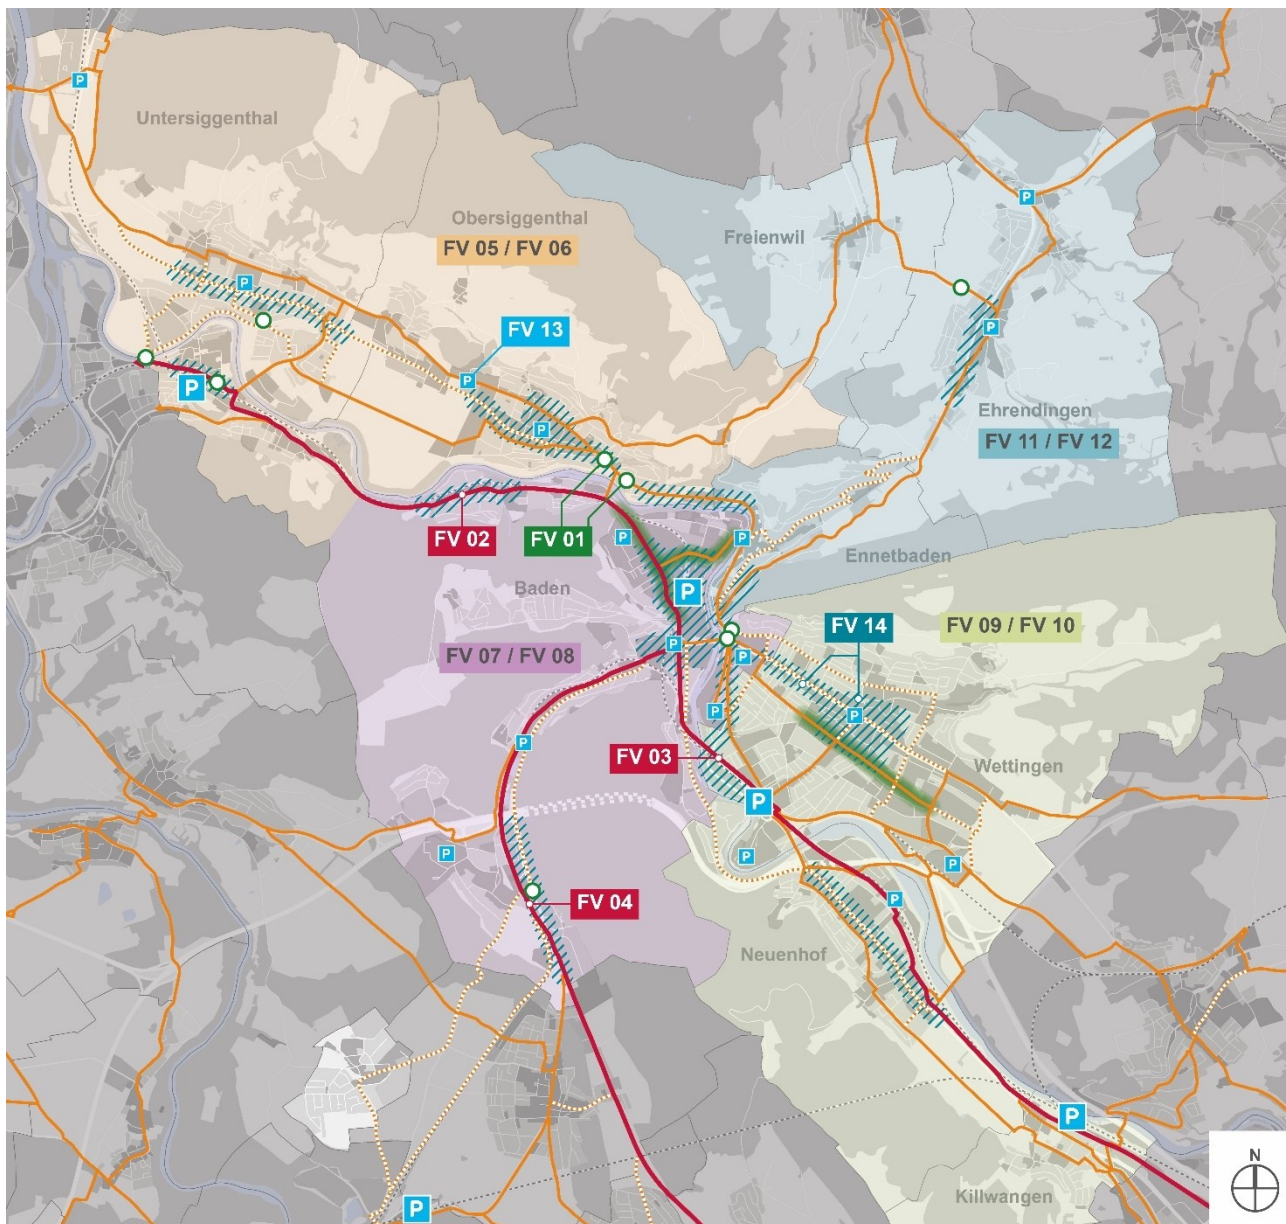 P
Untersiggenthal
P
Obersiggenthal
FV 05 / FV 06
Freienwil
P
FV 13
P
P
P
P
Ehrendingen
FV 11 / FV 12
P
FV 02
FV 01
P
P
Ennetbaden
Baden
P
FV 14
FV 09 / FV 10
P
P
FV 07 / FV 08
P
P
P
FV 03
Wettingen
P
P
P
P
FV 04
P
Neuenhof
P
P
N
Killwangen